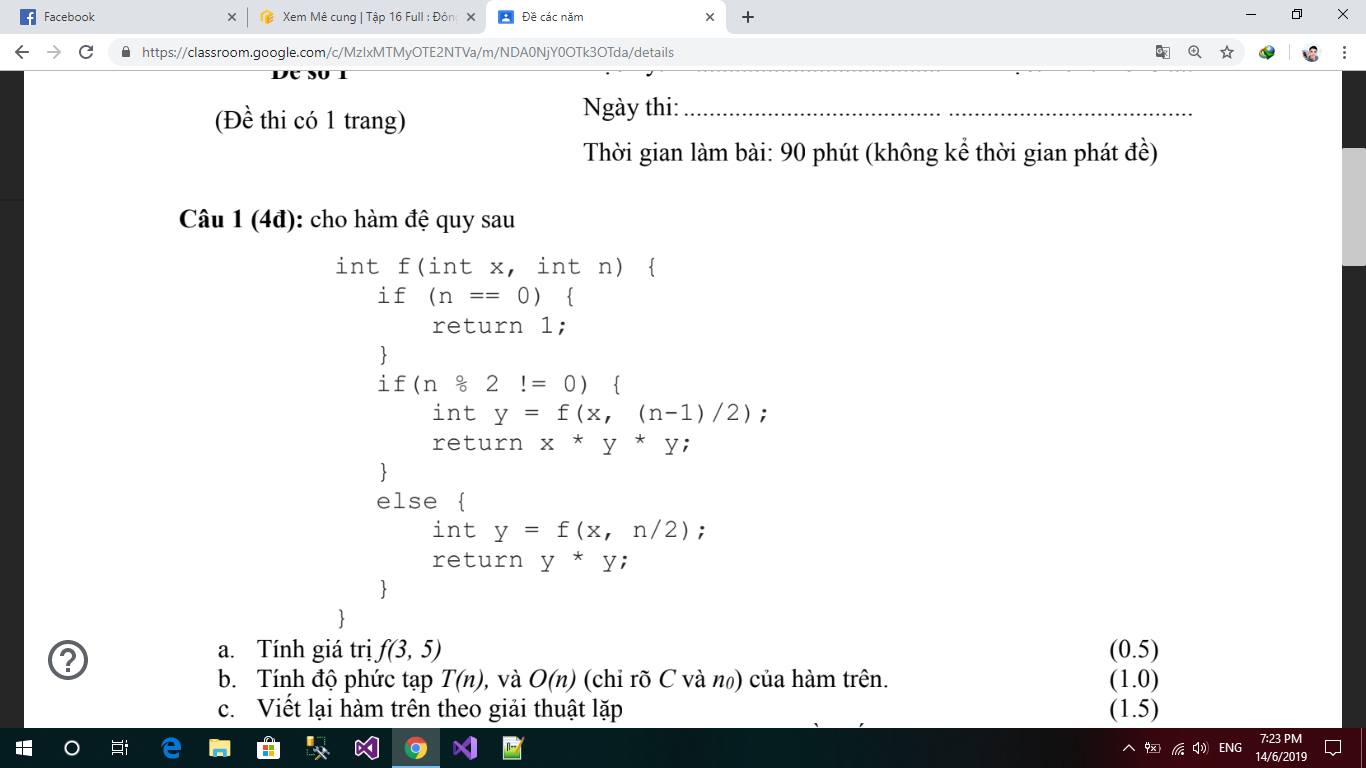 Facebook
Xem Mê cung | Tập 16 Full : Đông
Đề các năm
https://classroom.google.com/c/MzIxMTMyOTE2NTVa/m/NDA0NjY0OTk3OTda/details
Đề số 1
(Đề thi có 1 trang)
Ngày thi: ........................................ ......................................
Thời gian làm bài: 90 phút (không kể thời gian phát đề)
Câu 1 (4đ): cho hàm đệ quy sau
int f(int x, int n) {
if (n == 0) {
return 1;
}
if(n % 2 != 0) {
int y = f(x, (n-1)/2);
return x * y * y;
}
else {
int y = f(x, n/2);
return y * y;
}
}
a. Tính giá trị f(3, 5) (0.5)
b. Tính độ phức tạp T(n), và O(n) (chỉ rõ C và n0) của hàm trên. (1.0)
c. Viết lại hàm trên theo giải thuật lặp (1.5)
ENG
7:23 PM
14/6/2019